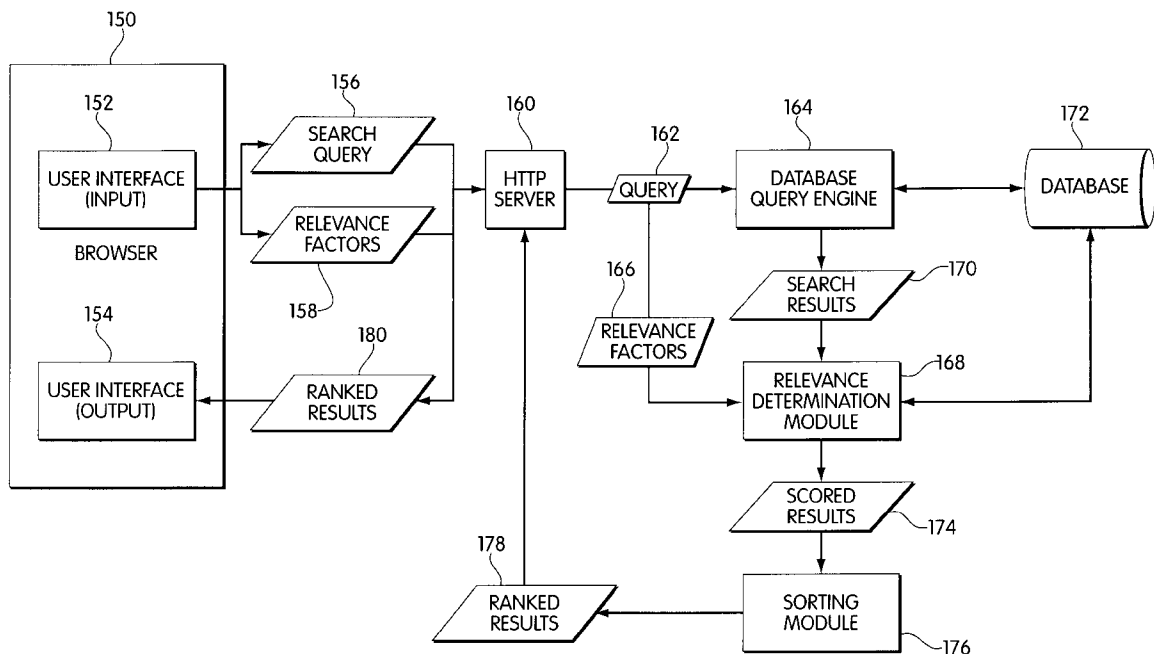 150
152
USER INTERFACE
(INPUT)
BROWSER
154
USER INTERFACE
(OUTPUT)
156
SEARCH
QUERY
RELEVANCE
FACTORS
158
180
RANKED
RESULTS
160
HTTP
SERVER
162
QUERY
164
DATABASE
QUERY ENGINE
172
DATABASE
166
RELEVANCE
FACTORS
SEARCH
RESULTS
170
RELEVANCE
DETERMINATION
MODULE
168
SCORED
RESULTS
174
178
RANKED
RESULTS
SORTING
MODULE
176